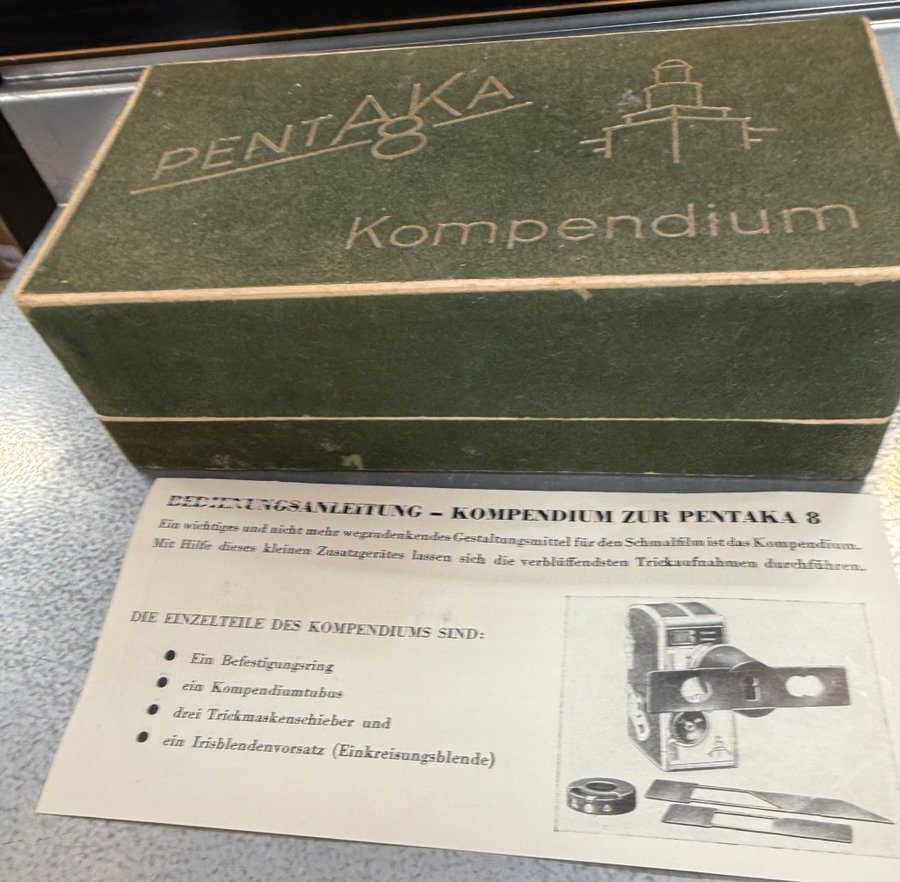 PENTAKA
8
Kompendium
BEDIENUNGSANLEITUNG – KOMPENDIUM ZUR PENTAKA 8
Ein wichtiges und nicht mehr wegzudenkendes Gestaltungsmittel für den Schmalfilm ist das Kompendium.
Mit Hilfe dieses kleinen Zusatzgerätes lassen sich die verblüffendsten Trickaufnahmen durchführen.
DIE EINZELTEILE DES KOMPENDIUMS SIND:
● Ein Befestigungsring
● ein Kompendiumtubus
● drei Trickmaskenschieber und
● ein Irisblendenvorsatz (Einkreisungsblende)